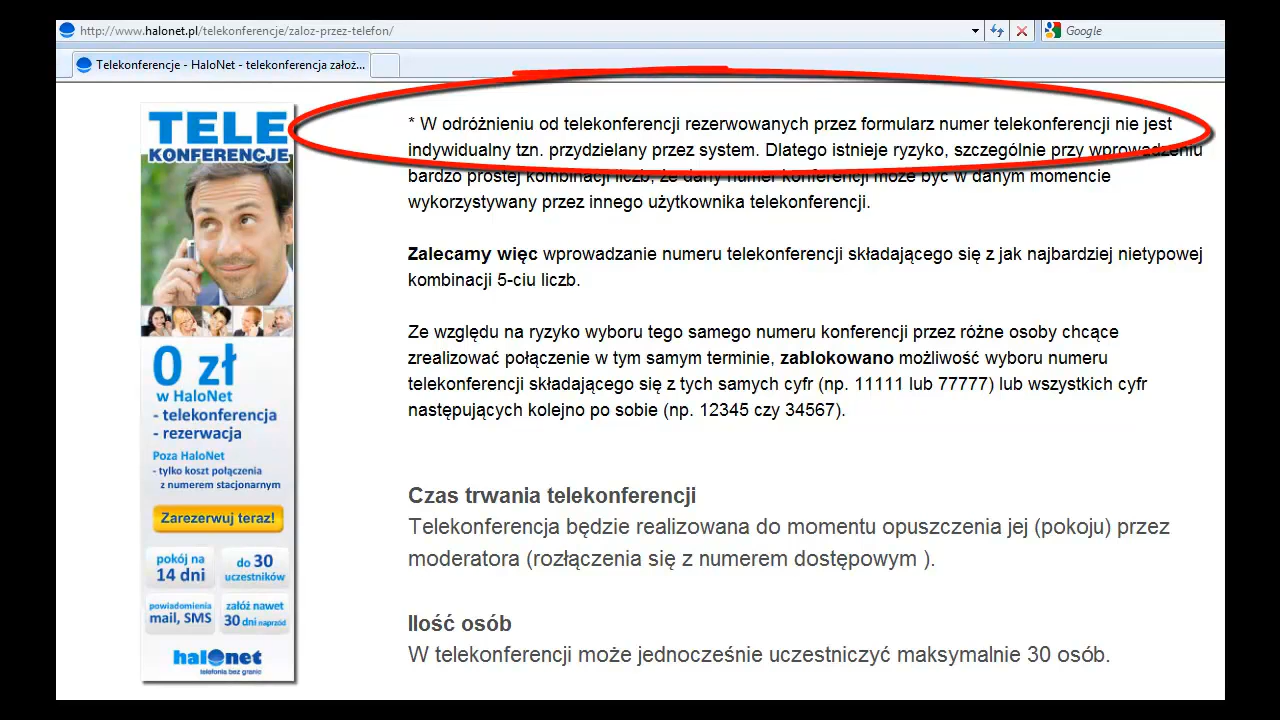 http://www.halonet.pl/telekonferencje/zaloz-przez-telefon/
Google
Telekonferencje - HaloNet - telekonferencja założ...
TELE
KONFERENCJE
0 zł
w HaloNet
- telekonferencja
- rezerwacja
Poza HaloNet
- tylko koszt połączenia
z numerem stacjonarnym
Zarezerwuj teraz!
pokój na
14 dni
do 30
uczestników
powiadomienia
mail, SMS
załóż nawet
30 dni naprzód
halonet
telefonia bez granic
* W odróżnieniu od telekonferencji rezerwowanych przez formularz numer telekonferencji nie jest
indywidualny tzn. przydzielany przez system. Dlatego istnieje ryzyko, szczególnie przy wprowadzeniu
bardzo prostej kombinacji liczb, że dany numer konferencji może być w danym momencie
wykorzystywany przez innego użytkownika telekonferencji.
Zalecamy więc wprowadzanie numeru telekonferencji składającego się z jak najbardziej nietypowej
kombinacji 5-ciu liczb.
Ze względu na ryzyko wyboru tego samego numeru konferencji przez różne osoby chcące
zrealizować połączenie w tym samym terminie, zablokowano możliwość wyboru numeru
telekonferencji składającego się z tych samych cyfr (np. 11111 lub 77777) lub wszystkich cyfr
następujących kolejno po sobie (np. 12345 czy 34567).
Czas trwania telekonferencji
Telekonferencja będzie realizowana do momentu opuszczenia jej (pokoju) przez
moderatora (rozłączenia się z numerem dostępowym ).
Ilość osób
W telekonferencji może jednocześnie uczestniczyć maksymalnie 30 osób.